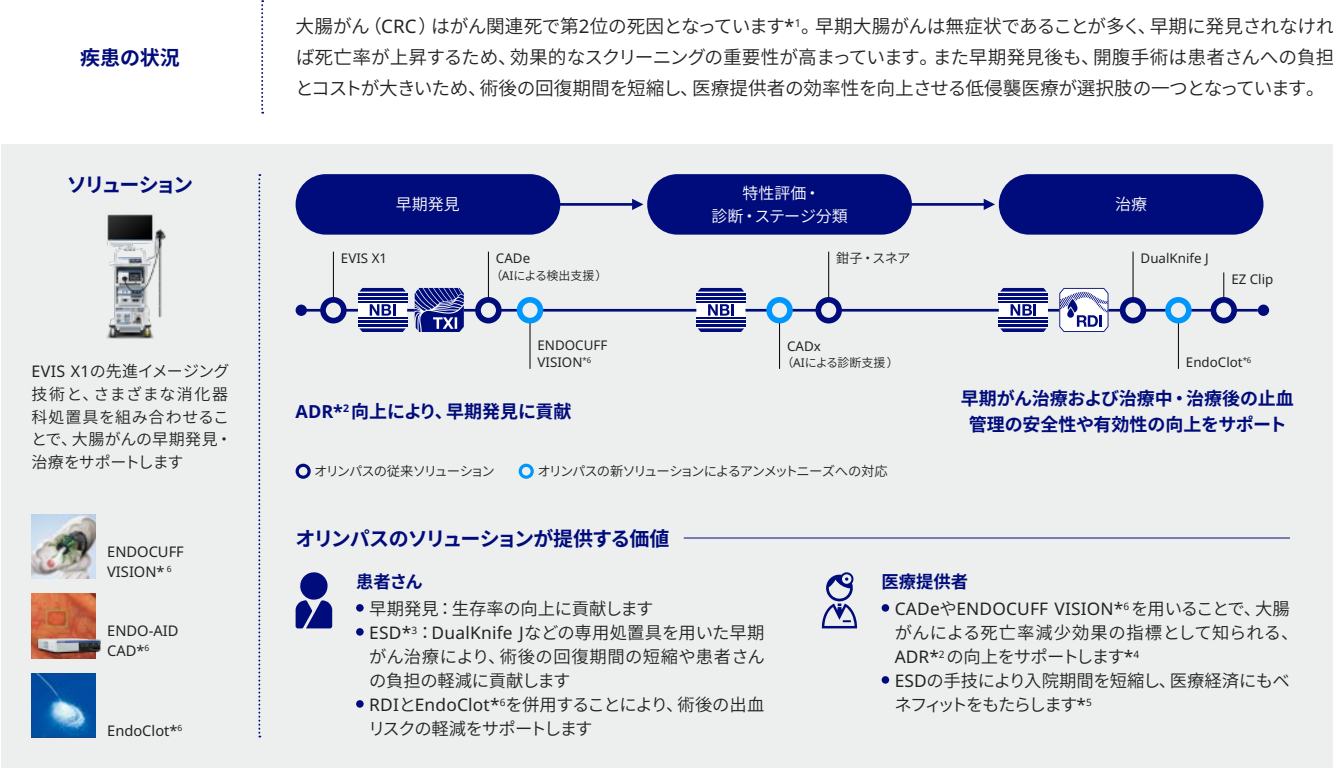 疾患の状況
大腸がん（CRC）はがん関連死で第2位の死因となっています*1。早期大腸がんは無症状であることが多く、早期に発見されなけれ
ば死亡率が上昇するため、効果的なスクリーニングの重要性が高まっています。また早期発見後も、開腹手術は患者さんへの負担
とコストが大きいため、術後の回復期間を短縮し、医療提供者の効率性を向上させる低侵襲医療が選択肢の一つとなっています。
ソリューション
EVIS X1の先進イメージング
技術と、さまざまな消化器
科処置具を組み合わせるこ
とで、大腸がんの早期発見・
治療をサポートします
ENDOCUFF
VISION*6
ENDO-AID
CAD*6
EndoClot*6
早期発見
特性評価・
診断・ステージ分類
治療
EVIS X1
CADe
（AIによる検出支援）
鉗子・スネア
DualKnife J
EZ Clip
NBI
TXI
NBI
NBI
RDI
ENDOCUFF
VISION*6
CADx
（AIによる診断支援）
EndoClot*6
ADR*2向上により、早期発見に貢献
早期がん治療および治療中・治療後の止血
管理の安全性や有効性の向上をサポート
オリンパスの従来ソリューション
オリンパスの新ソリューションによるアンメットニーズへの対応
オリンパスのソリューションが提供する価値
患者さん
● 早期発見：生存率の向上に貢献します
● ESD*3：DualKnife Jなどの専用処置具を用いた早期
がん治療により、術後の回復期間の短縮や患者さん
の負担の軽減に貢献します
● RDIとEndoClot*6を併用することにより、術後の出血
リスクの軽減をサポートします
医療提供者
● CADeやENDOCUFF VISION*6を用いることで、大腸
がんによる死亡率減少効果の指標として知られる、
ADR*2の向上をサポートします*4
● ESDの手技により入院期間を短縮し、医療経済にもベ
ネフィットをもたらします*5